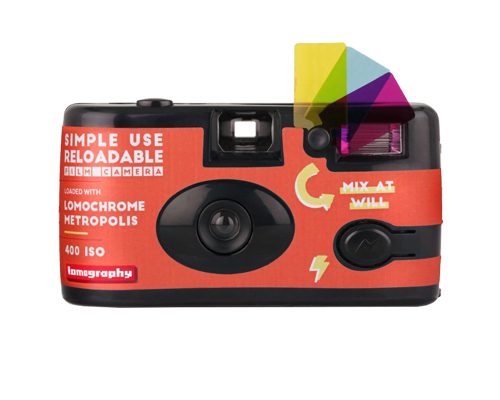 SIMPLE USE
RELOADABLE
FILM CAMERA
LOADED WITH
LOMOCHROME
METROPOLIS
400 ISO
lomography
MIX AT
WILL